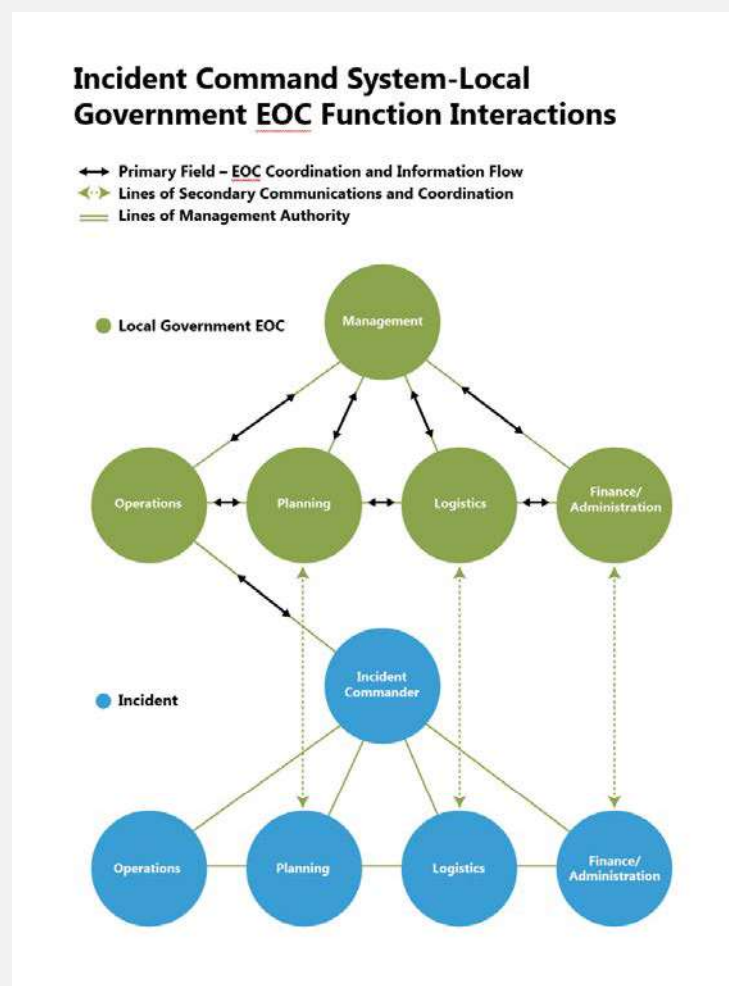 Incident Command System-Local
Government EOC Function Interactions
Primary Field – EOC Coordination and Information Flow
Lines of Secondary Communications and Coordination
Lines of Management Authority
Local Government EOC
Management
Operations
Planning
Logistics
Finance/
Administration
Incident
Commander
Incident
Operations
Planning
Logistics
Finance/
Administration